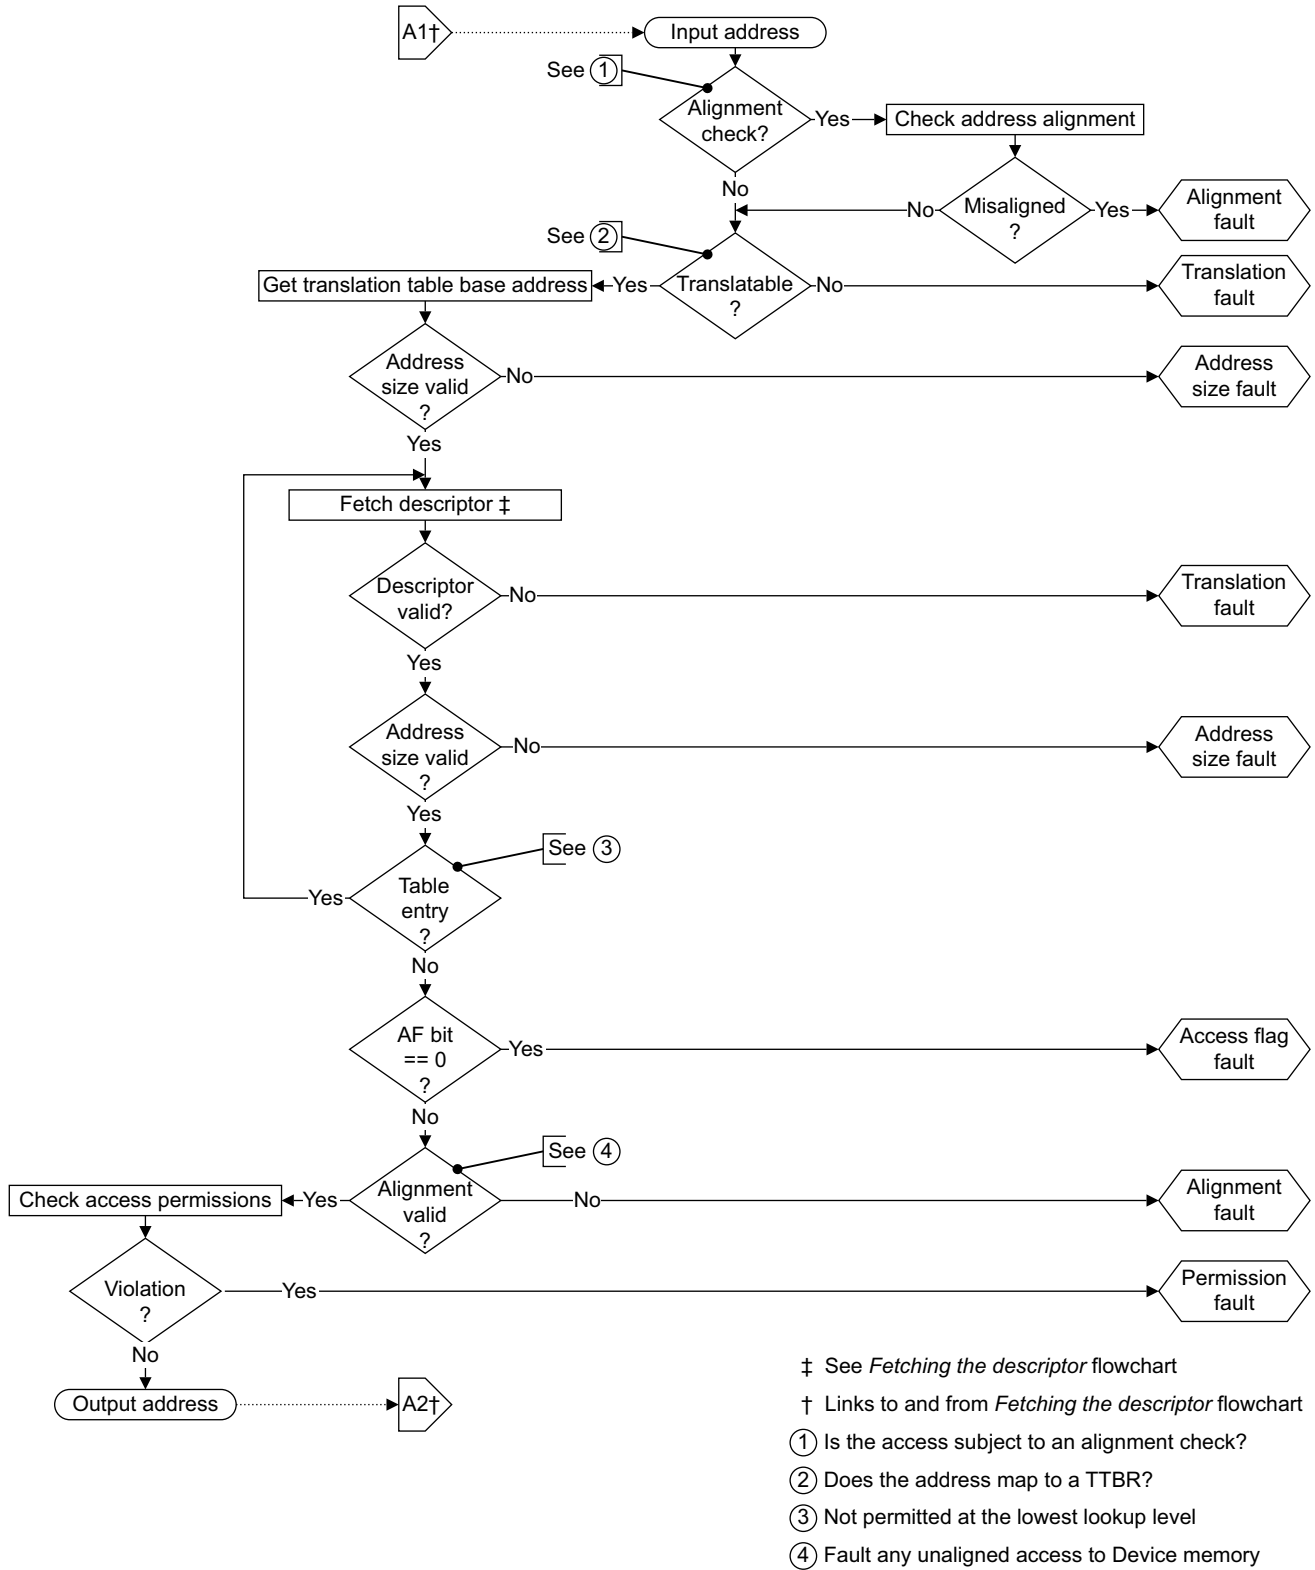 A1†
Input address
See ①
Alignment
check?
Yes
Check address alignment
No
Misaligned
?
No
Yes
Alignment
fault
See ②
Translatable
?
Yes
Get translation table base address
No
Translation
fault
Address
size valid
?
No
Address
size fault
Yes
Fetch descriptor ‡
Descriptor
valid?
No
Translation
fault
Yes
Address
size valid
?
No
Address
size fault
Yes
See ③
Table
entry
?
Yes
No
AF bit
== 0
?
Yes
Access flag
fault
No
See ④
Alignment
valid
?
Yes
Check access permissions
No
Alignment
fault
Violation
?
Yes
Permission
fault
No
Output address
A2†
‡ See Fetching the descriptor flowchart
† Links to and from Fetching the descriptor flowchart
① Is the access subject to an alignment check?
② Does the address map to a TTBR?
③ Not permitted at the lowest lookup level
④ Fault any unaligned access to Device memory